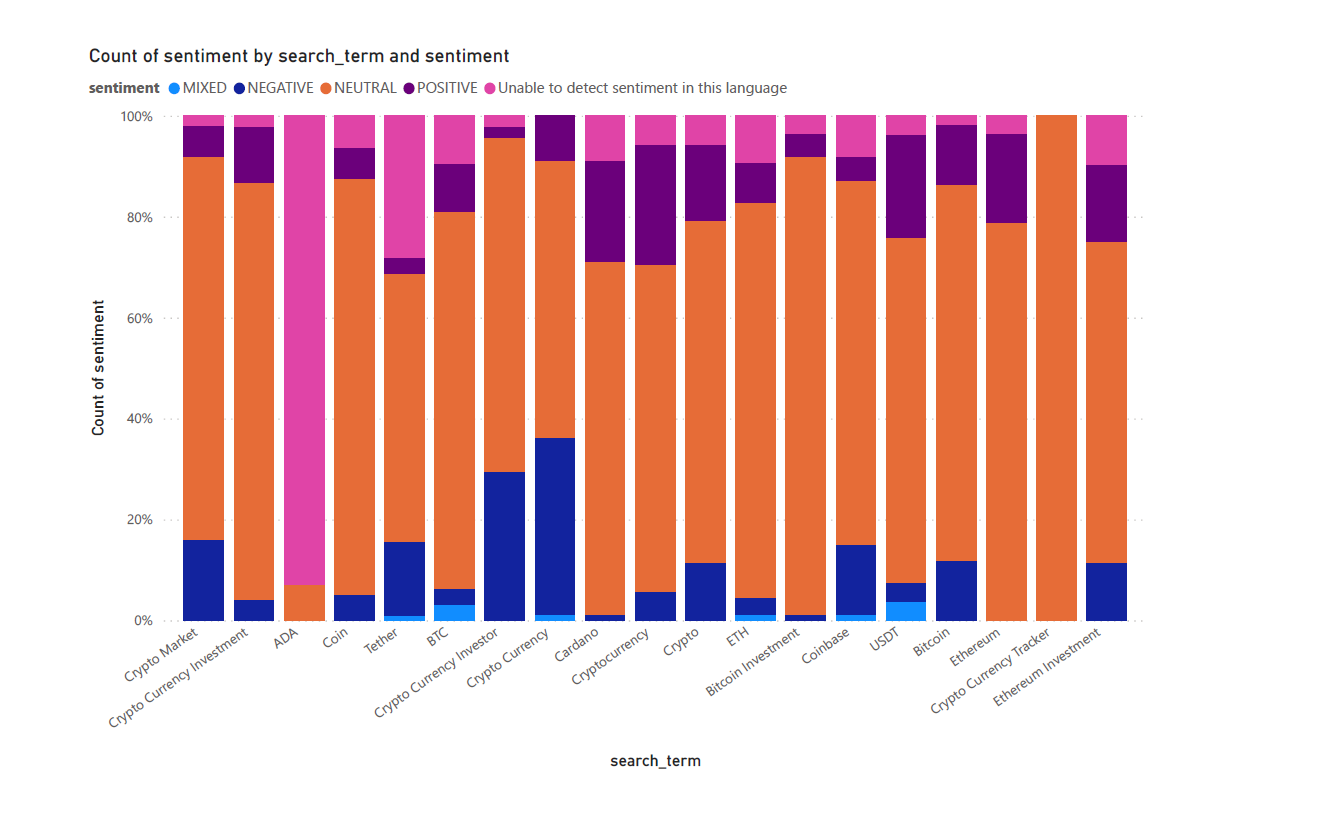 Count of sentiment by search_term and sentiment
sentiment MIXED NEGATIVE NEUTRAL POSITIVE Unable to detect sentiment in this language
100%
80%
60%
40%
20%
0%
Count of sentiment
Crypto Market
Crypto Currency Investment
ADA
Coin
Tether
BTC
Crypto Currency Investor
Crypto Currency
Cardano
Cryptocurrency
Crypto
ETH
Bitcoin Investment
Coinbase
USDT
Bitcoin
Ethereum
Crypto Currency Tracker
Ethereum Investment
search_term